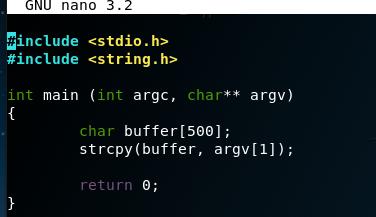 GNU nano 3.2
#include <stdio.h>
#include <string.h>
int main (int argc, char** argv)
{
char buffer[500];
strcpy(buffer, argv[1]);
return 0;
}